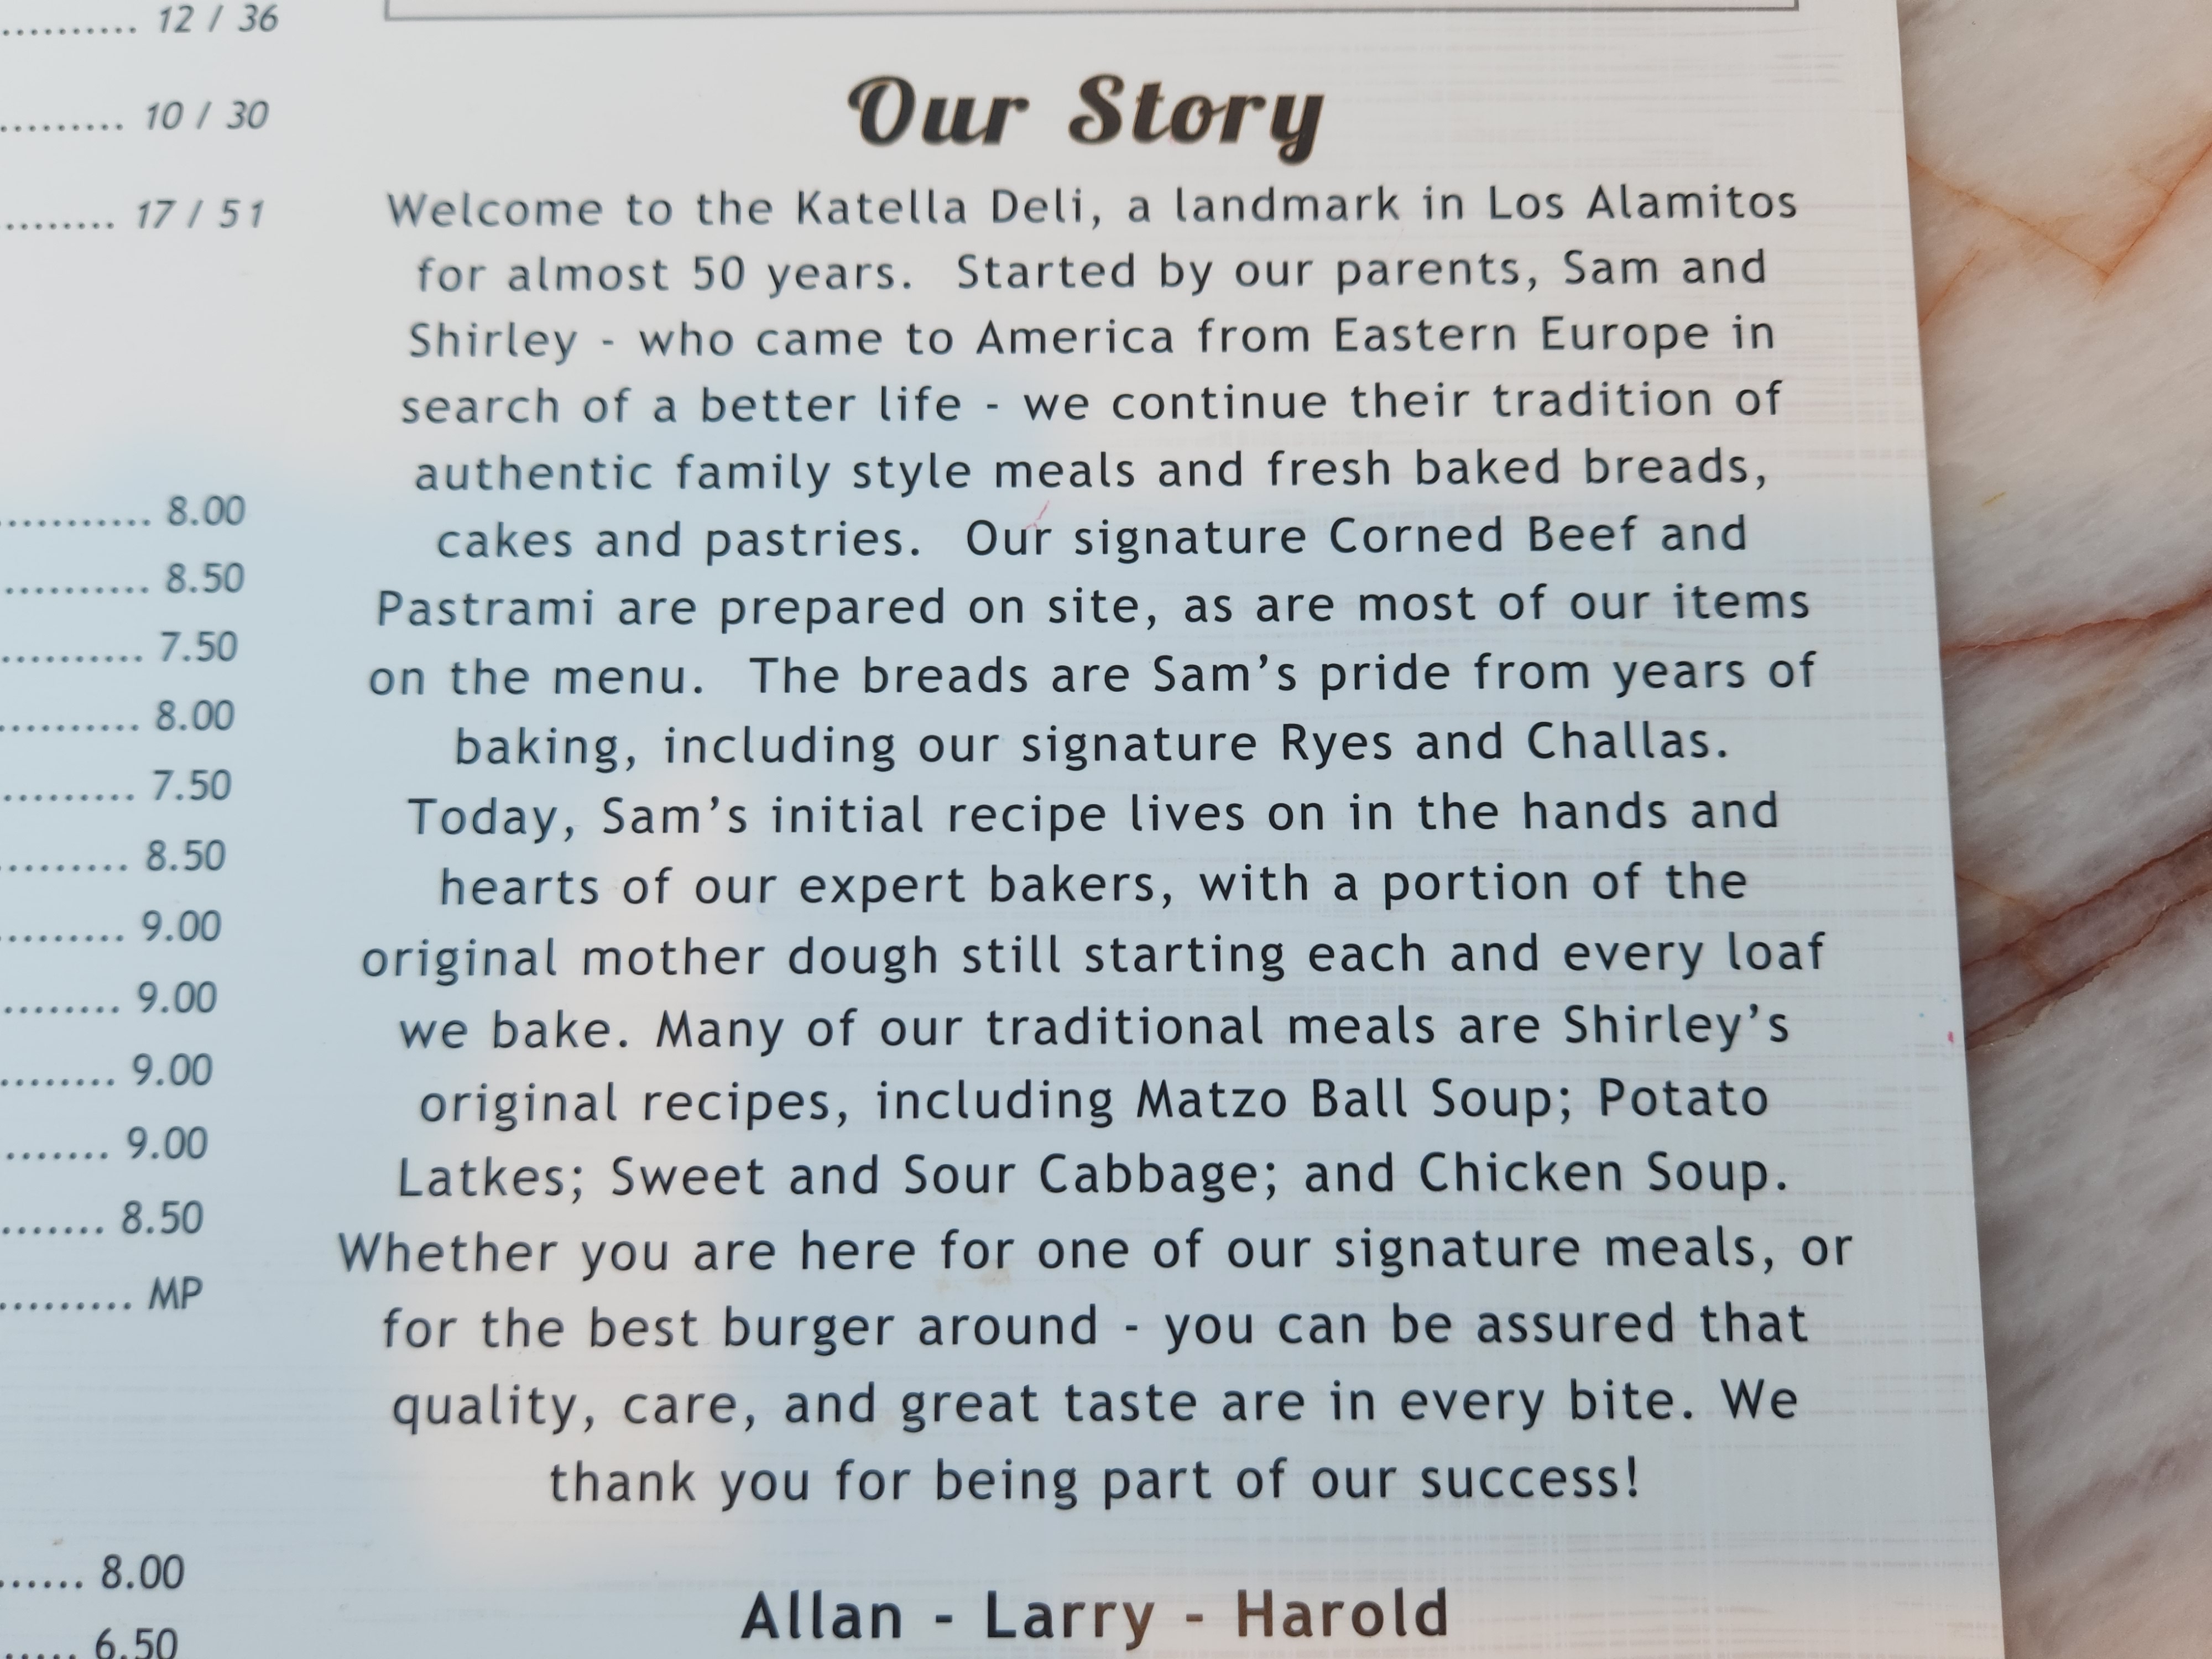 .......... 12 / 36
......... 10 / 30
........ 17 / 51
........... 8.00
.......... 8.50
.......... 7.50
.......... 8.00
......... 7.50
......... 8.50
......... 9.00
........ 9.00
........ 9.00
....... 9.00
....... 8.50
......... MP
...... 8.00
..... 6.50
Our Story
Welcome to the Katella Deli, a landmark in Los Alamitos
for almost 50 years.  Started by our parents, Sam and
Shirley - who came to America from Eastern Europe in
search of a better life - we continue their tradition of
authentic family style meals and fresh baked breads,
cakes and pastries.  Our signature Corned Beef and
Pastrami are prepared on site, as are most of our items
on the menu.  The breads are Sam’s pride from years of
baking, including our signature Ryes and Challas.
Today, Sam’s initial recipe lives on in the hands and
hearts of our expert bakers, with a portion of the
original mother dough still starting each and every loaf
we bake. Many of our traditional meals are Shirley’s
original recipes, including Matzo Ball Soup; Potato
Latkes; Sweet and Sour Cabbage; and Chicken Soup.
Whether you are here for one of our signature meals, or
for the best burger around - you can be assured that
quality, care, and great taste are in every bite. We
thank you for being part of our success!
Allan - Larry - Harold